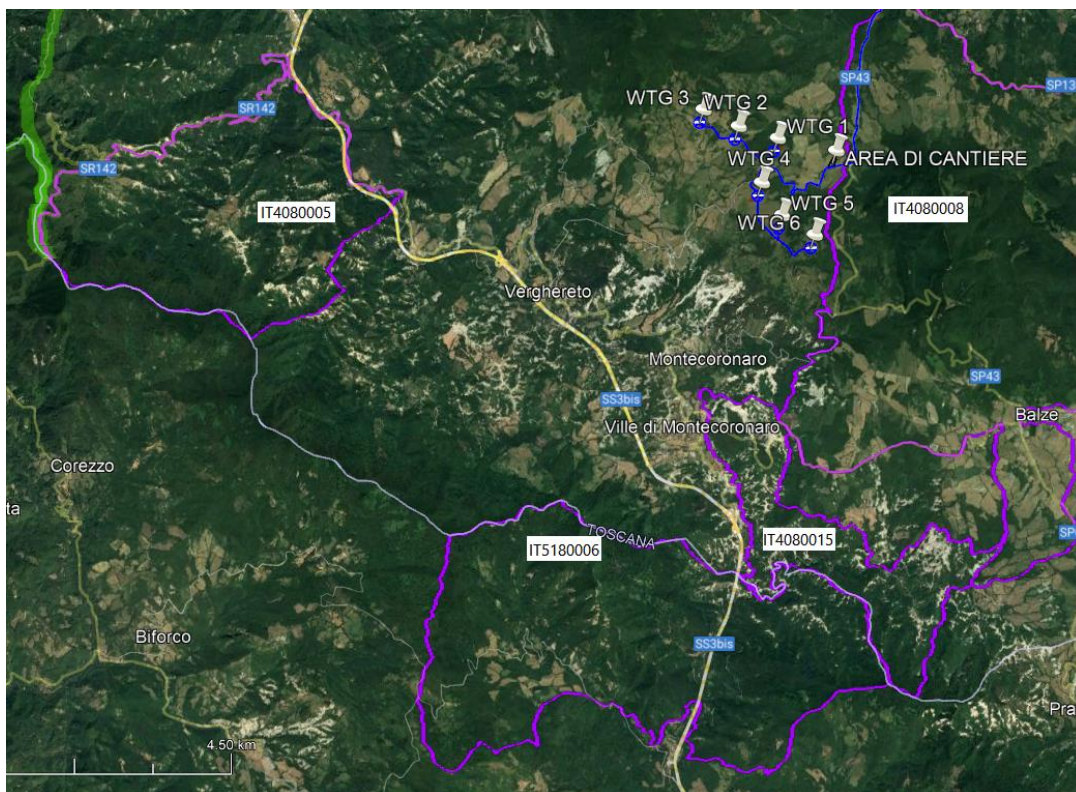 SR142
SP43
SP13
WTG 3
WTG 2
WTG 1
SR142
WTG 4
AREA DI CANTIERE
IT4080005
WTG 5
IT4080008
WTG 6
Verghereto
Montecoronaro
SP43
SS3bis
Balze
Ville di Montecoronaro
Corezzo
ta
TOSCANA
IT4080015
IT5180006
Biforco
SS3bis
Pra
4.50 km